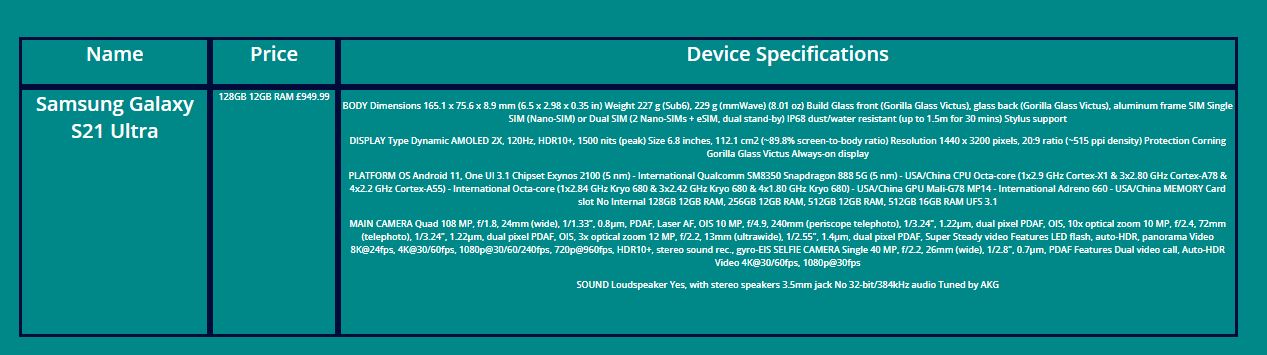 Name
Price
Device Specifications
Samsung Galaxy
S21 Ultra
128GB 12GB RAM £949.99
BODY Dimensions 165.1 x 75.6 x 8.9 mm (6.5 x 2.98 x 0.35 in) Weight 227 g (Sub6), 229 g (mmWave) (8.01 oz) Build Glass front (Gorilla Glass Victus), glass back (Gorilla Glass Victus), aluminum frame SIM Single
SIM (Nano-SIM) or Dual SIM (2 Nano-SIMs + eSIM, dual stand-by) IP68 dust/water resistant (up to 1.5m for 30 mins) Stylus support
DISPLAY Type Dynamic AMOLED 2X, 120Hz, HDR10+, 1500 nits (peak) Size 6.8 inches, 112.1 cm2 (~89.8% screen-to-body ratio) Resolution 1440 x 3200 pixels, 20:9 ratio (~515 ppi density) Protection Corning
Gorilla Glass Victus Always-on display
PLATFORM OS Android 11, One UI 3.1 Chipset Exynos 2100 (5 nm) - International Qualcomm SM8350 Snapdragon 888 5G (5 nm) - USA/China CPU Octa-core (1x2.9 GHz Cortex-X1 & 3x2.80 GHz Cortex-A78 &
4x2.2 GHz Cortex-A55) - International Octa-core (1x2.84 GHz Kryo 680 & 3x2.42 GHz Kryo 680 & 4x1.80 GHz Kryo 680) - USA/China GPU Mali-G78 MP14 - International Adreno 660 - USA/China MEMORY Card
slot No Internal 128GB 12GB RAM, 256GB 12GB RAM, 512GB 12GB RAM, 512GB 16GB RAM UFS 3.1
MAIN CAMERA Quad 108 MP, f/1.8, 24mm (wide), 1/1.33", 0.8µm, PDAF, Laser AF, OIS 10 MP, f/4.9, 240mm (periscope telephoto), 1/3.24", 1.22µm, dual pixel PDAF, OIS, 10x optical zoom 10 MP, f/2.4, 72mm
(telephoto), 1/3.24", 1.22µm, dual pixel PDAF, OIS, 3x optical zoom 12 MP, f/2.2, 13mm (ultrawide), 1/2.55", 1.4µm, dual pixel PDAF, Super Steady video Features LED flash, auto-HDR, panorama Video
8K@24fps, 4K@30/60fps, 1080p@30/60/240fps, 720p@960fps, HDR10+, stereo sound rec., gyro-EIS SELFIE CAMERA Single 40 MP, f/2.2, 26mm (wide), 1/2.8", 0.7µm, PDAF Features Dual video call, Auto-HDR
Video 4K@30/60fps, 1080p@30fps
SOUND Loudspeaker Yes, with stereo speakers 3.5mm jack No 32-bit/384kHz audio Tuned by AKG